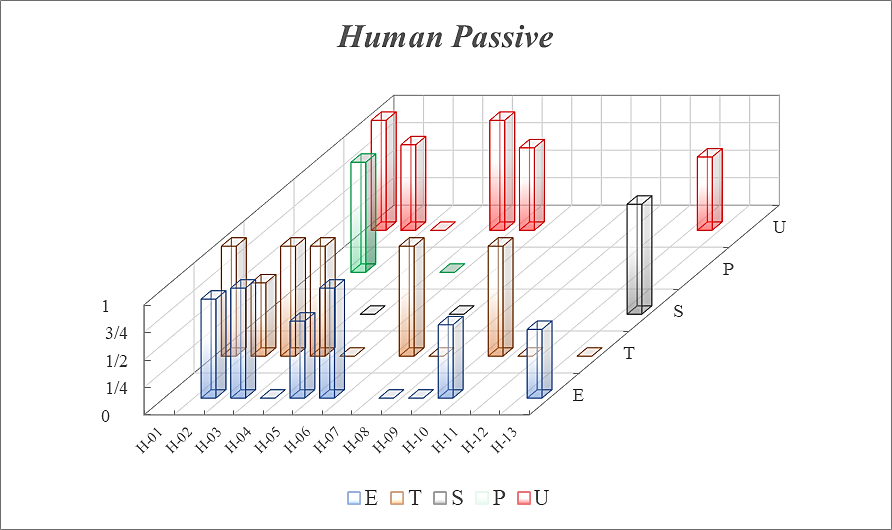 Human Passive
1
3/4
1/2
1/4
0
H-01
H-02
H-03
H-04
H-05
H-06
H-07
H-08
H-09
H-10
H-11
H-12
H-13
E
T
S
P
U
E T S P U